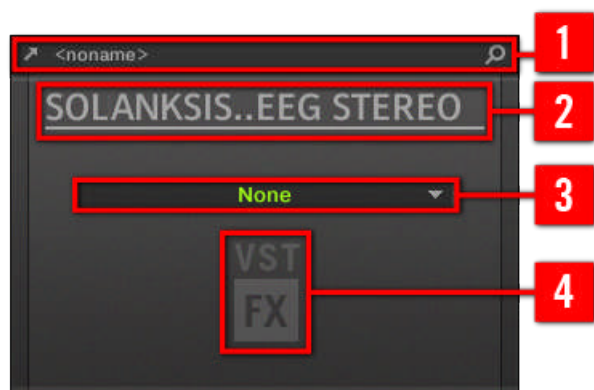 <noname>
1
SOLANKSIS..EEG STEREO
2
None
3
VST
FX
4